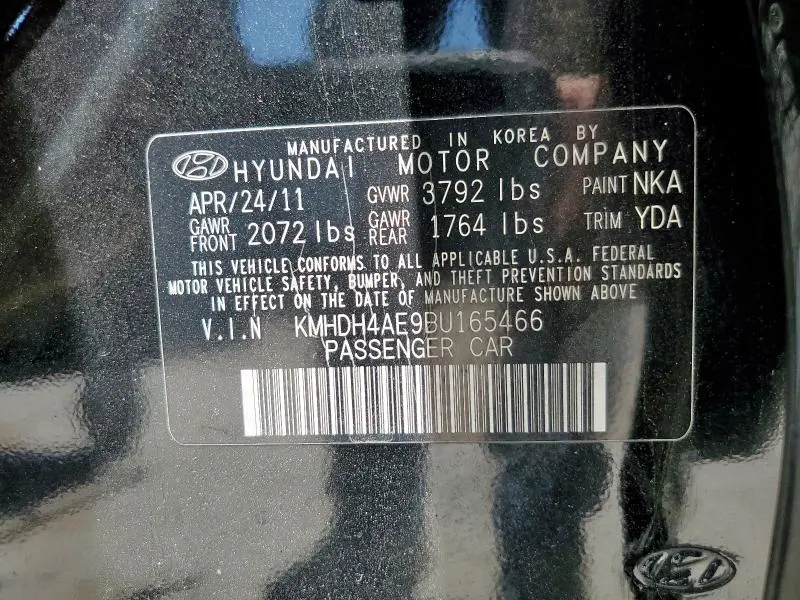 MANUFACTURED IN KOREA BY
HYUNDAI MOTOR COMPANY
APR/24/11 GVWR 3792 lbs PAINT NKA
GAWR FRONT 2072 lbs GAWR REAR 1764 lbs TRIM YDA
THIS VEHICLE CONFORMS TO ALL APPLICABLE U.S.A. FEDERAL
MOTOR VEHICLE SAFETY, BUMPER, AND THEFT PREVENTION STANDARDS
IN EFFECT ON THE DATE OF MANUFACTURE SHOWN ABOVE
V.I.N KMHDH4AE9BU165466
PASSENGER CAR